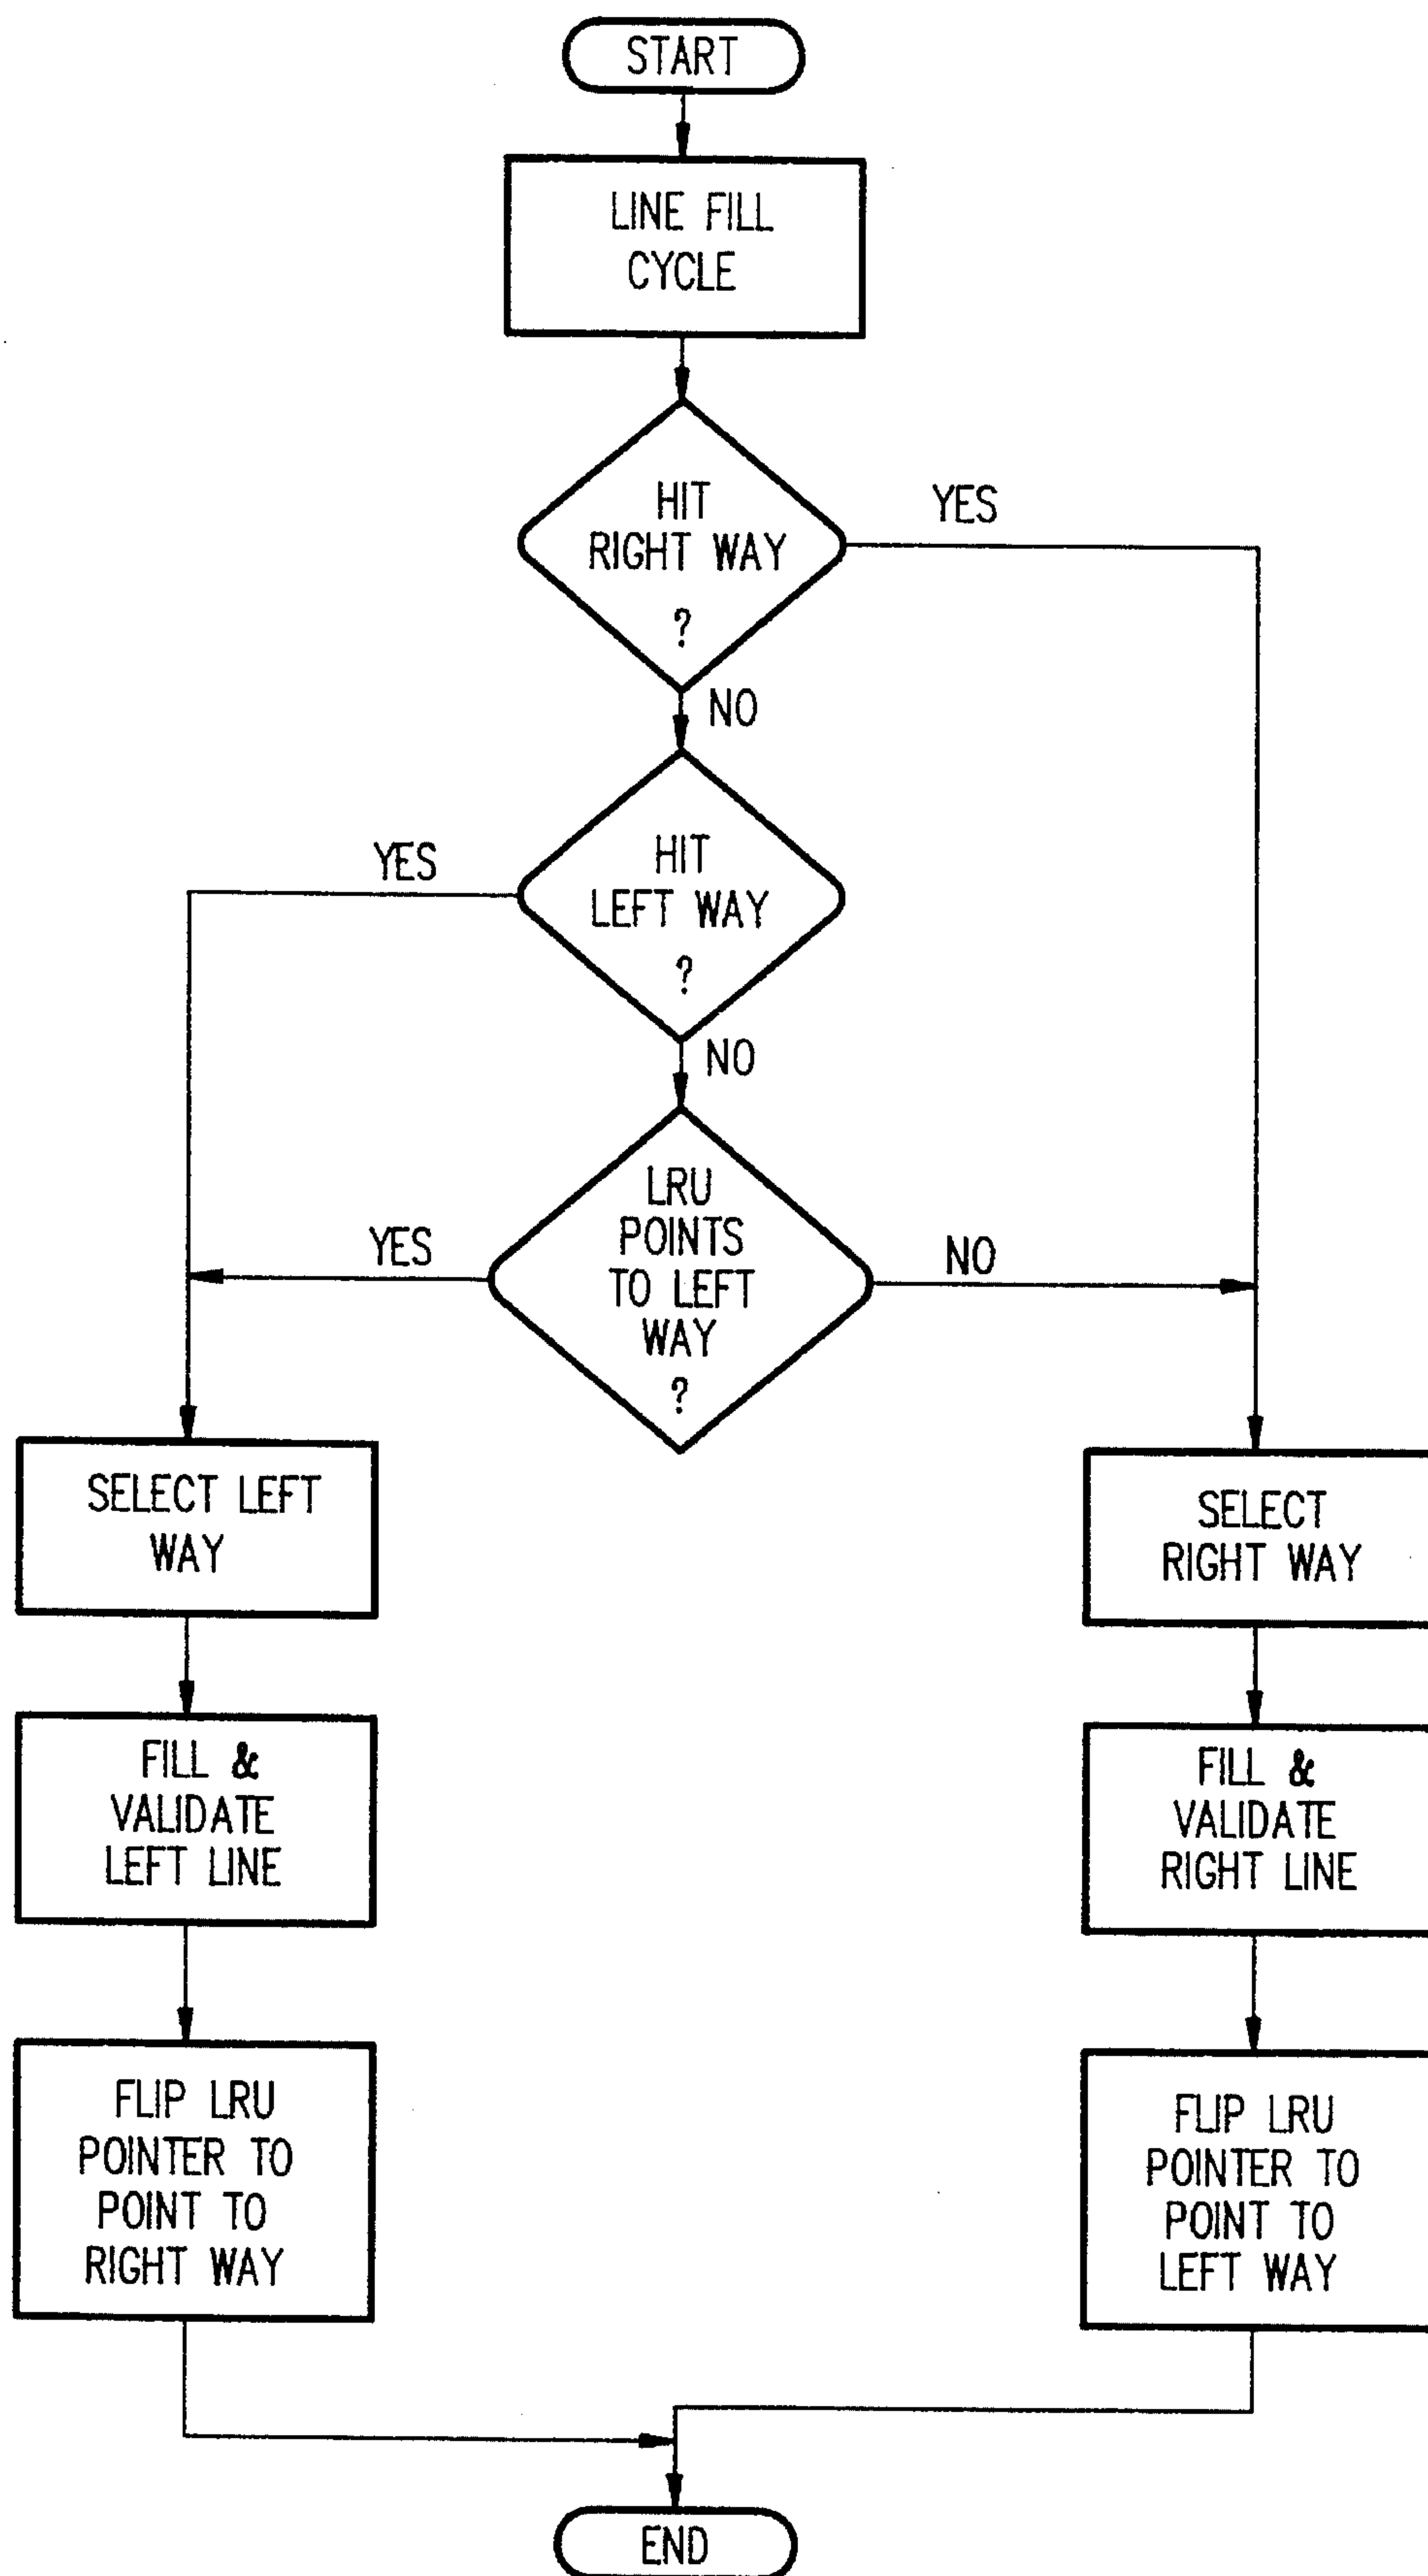 START
LINE FILL
CYCLE
HIT
RIGHT WAY
?
YES
NO
HIT
LEFT WAY
?
YES
NO
LRU
POINTS
TO LEFT
WAY
?
YES
NO
SELECT LEFT
WAY
FILL &
VALIDATE
LEFT LINE
FLIP LRU
POINTER TO
POINT TO
RIGHT WAY
SELECT
RIGHT WAY
FILL &
VALIDATE
RIGHT LINE
FLIP LRU
POINTER TO
POINT TO
LEFT WAY
END